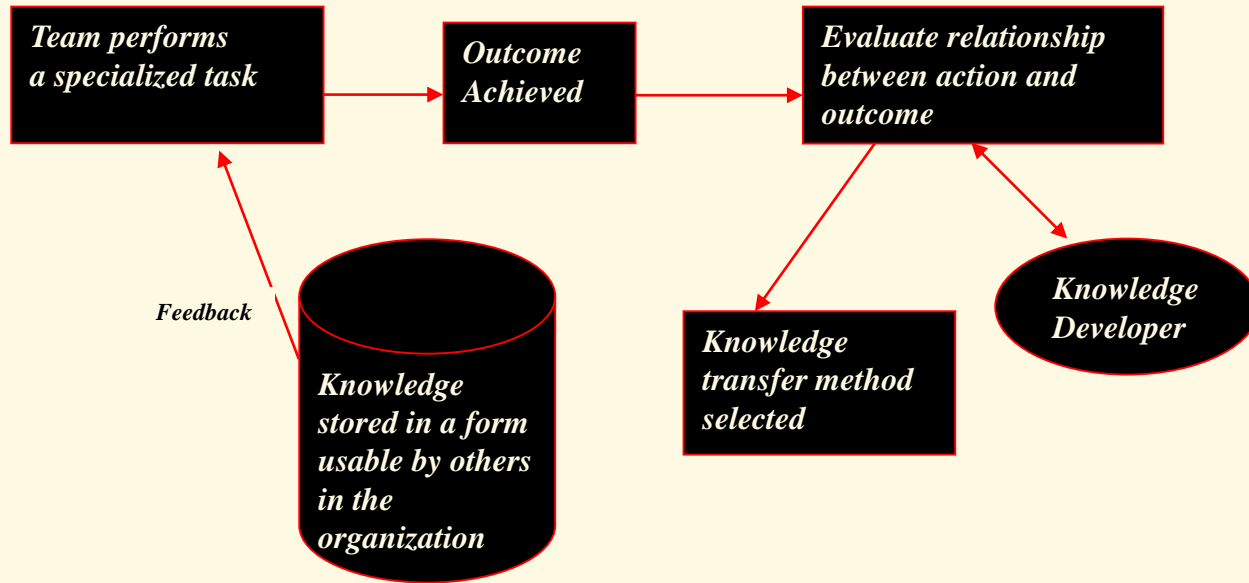 Team performs
a specialized task
Outcome
Achieved
Evaluate relationship
between action and
outcome
Feedback
Knowledge
stored in a form
usable by others
in the
organization
Knowledge
transfer method
selected
Knowledge
Developer